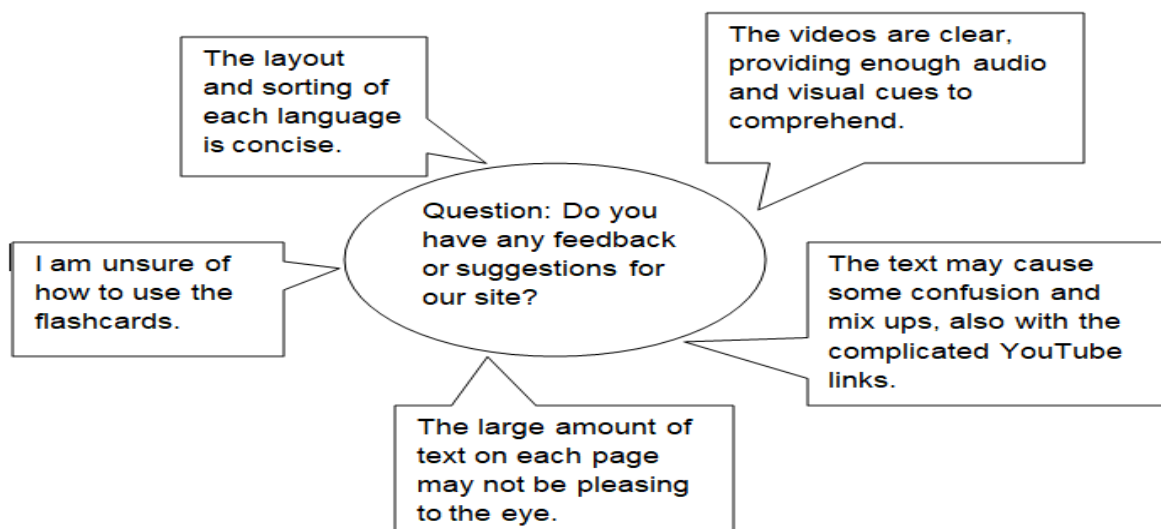 The layout
and sorting of
each language
is concise.
The videos are clear,
providing enough audio
and visual cues to
comprehend.
Question: Do you
have any feedback
or suggestions for
our site?
I am unsure of
how to use the
flashcards.
The text may cause
some confusion and
mix ups, also with the
complicated YouTube
links.
The large amount of
text on each page
may not be pleasing
to the eye.